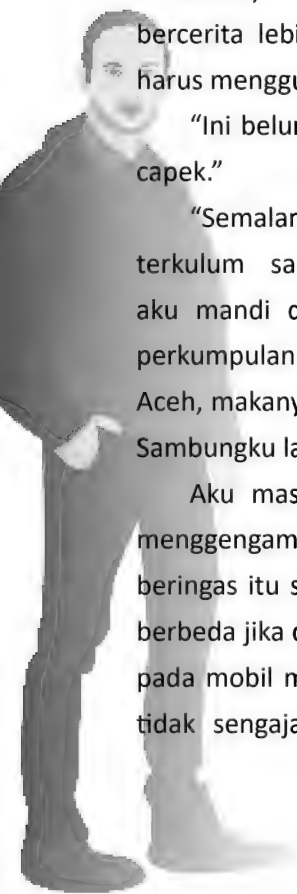 bercerita lebi
harus menggu
"Ini belun
capek."
"Semalar
terkulum sa
aku mandi d
perkumpulan
Aceh, makany
Sambungku la
Aku mas
menggengam
beringas itu s
berbeda jika d
pada mobil m
tidak sengaja